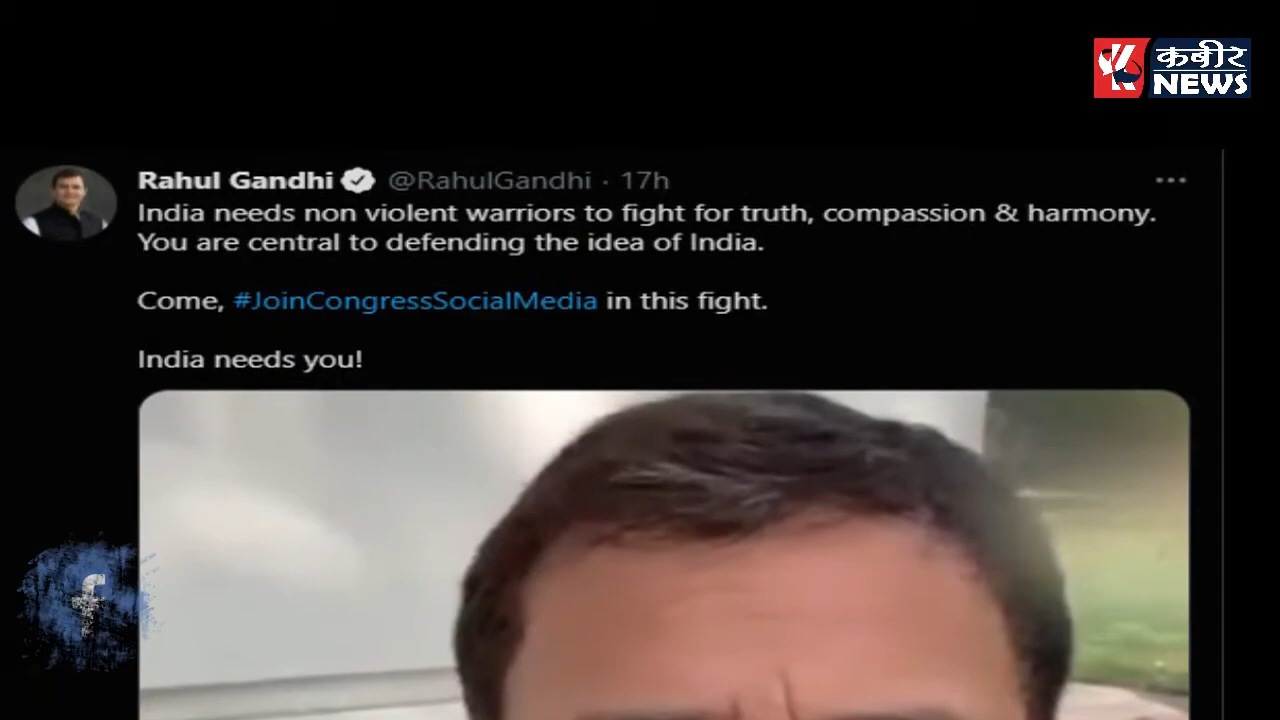 कबीर
NEWS
Rahul Gandhi @RahulGandhi · 17h
India needs non violent warriors to fight for truth, compassion & harmony.
You are central to defending the idea of India.
Come, #JoinCongressSocialMedia in this fight.
India needs you!
f